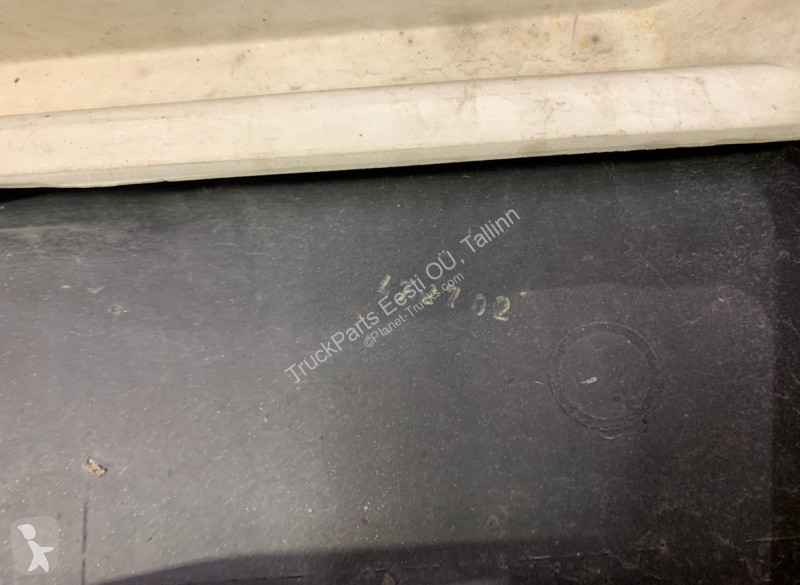 TruckParts Eesti OÜ, Tallinn
©Planet-Trucks.com